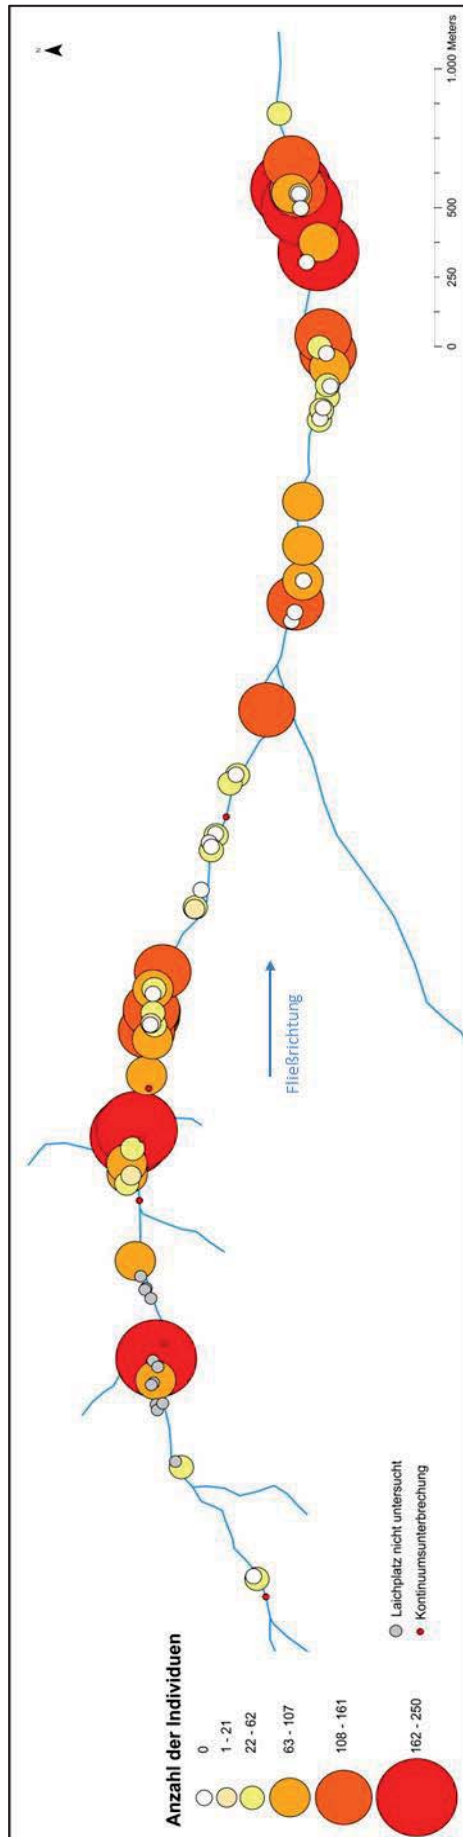 N
Anzahl der Individuen
0
1 - 21
22 - 62
63 - 107
108 - 161
162 - 250
Laichplatz nicht untersucht
Kontinuumsunterbrechung
Fließrichtung
0 250 500 1.000 Meters